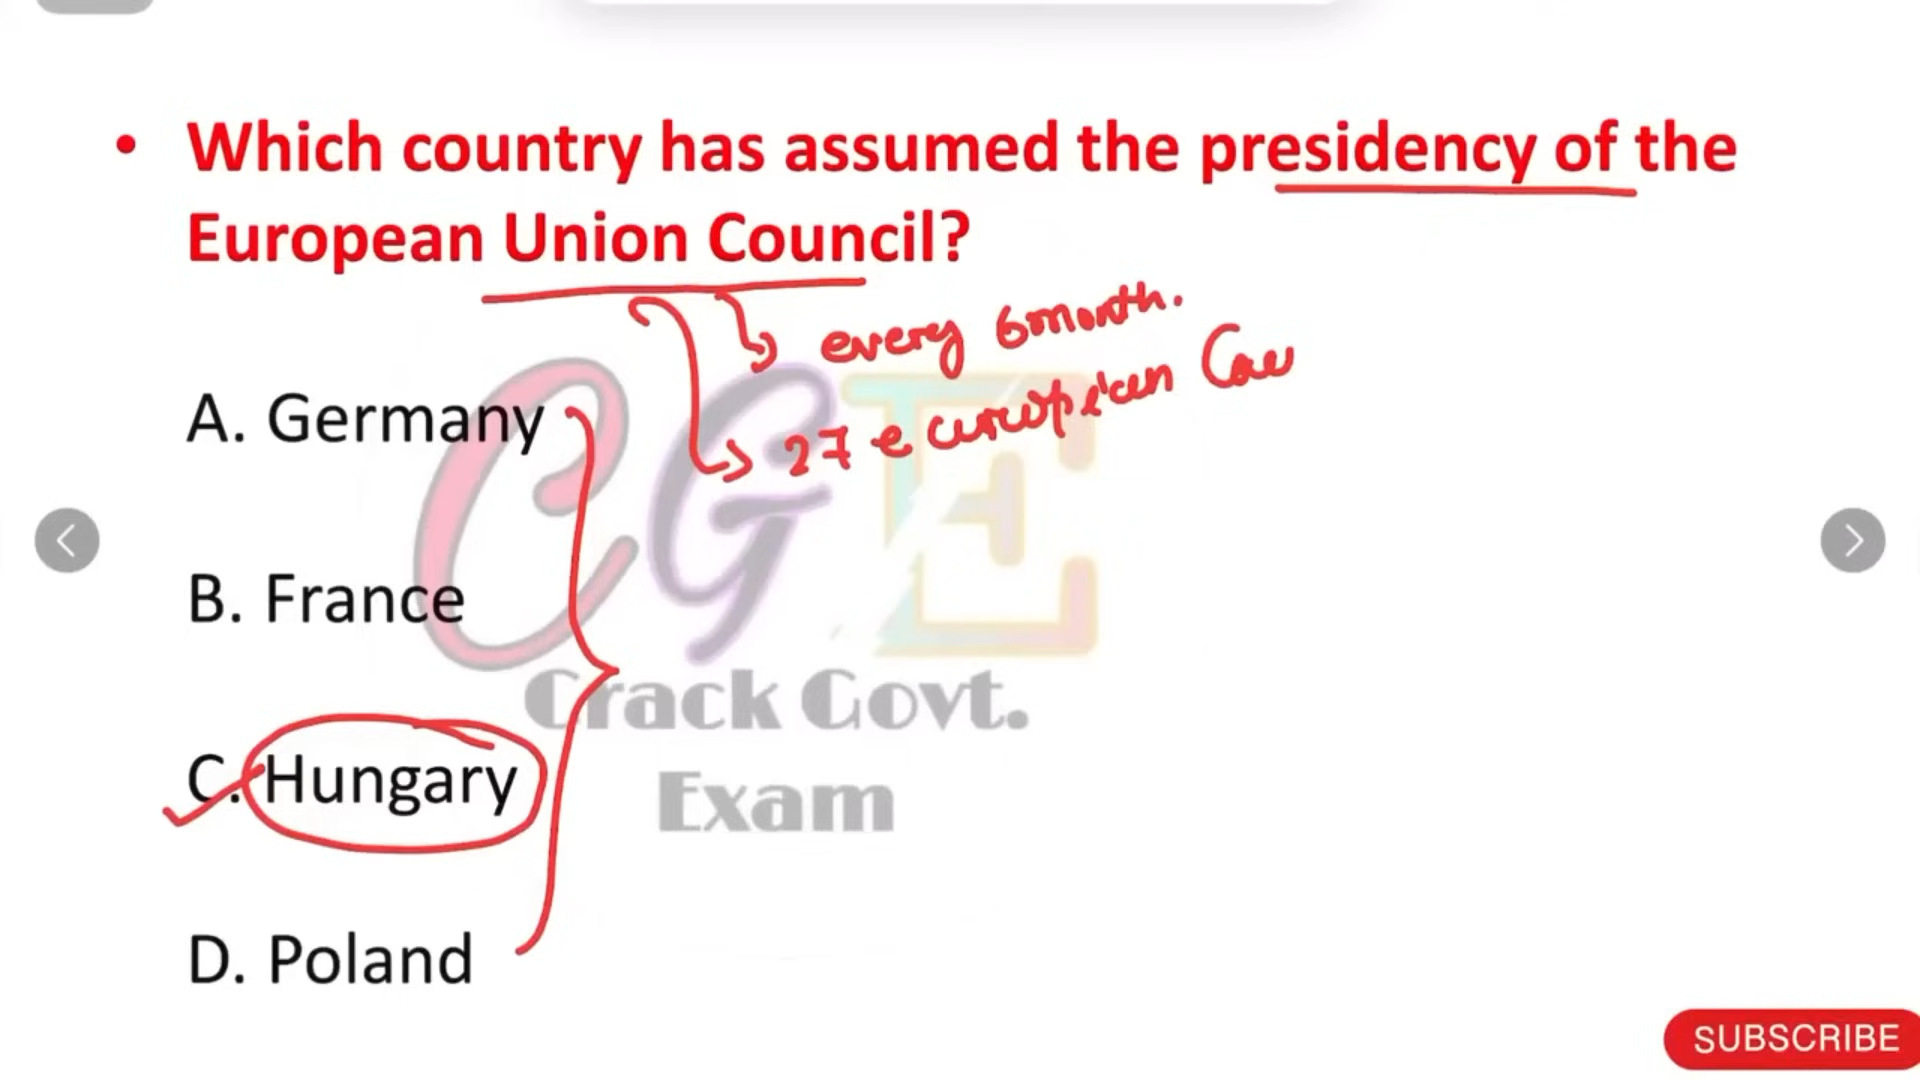 • Which country has assumed the presidency of the
European Union Council?
every 6month.
27 european
A. Germany
B. France
C. Hungary
D. Poland
CGE
Crack Govt.
Exam
SUBSCRIBE